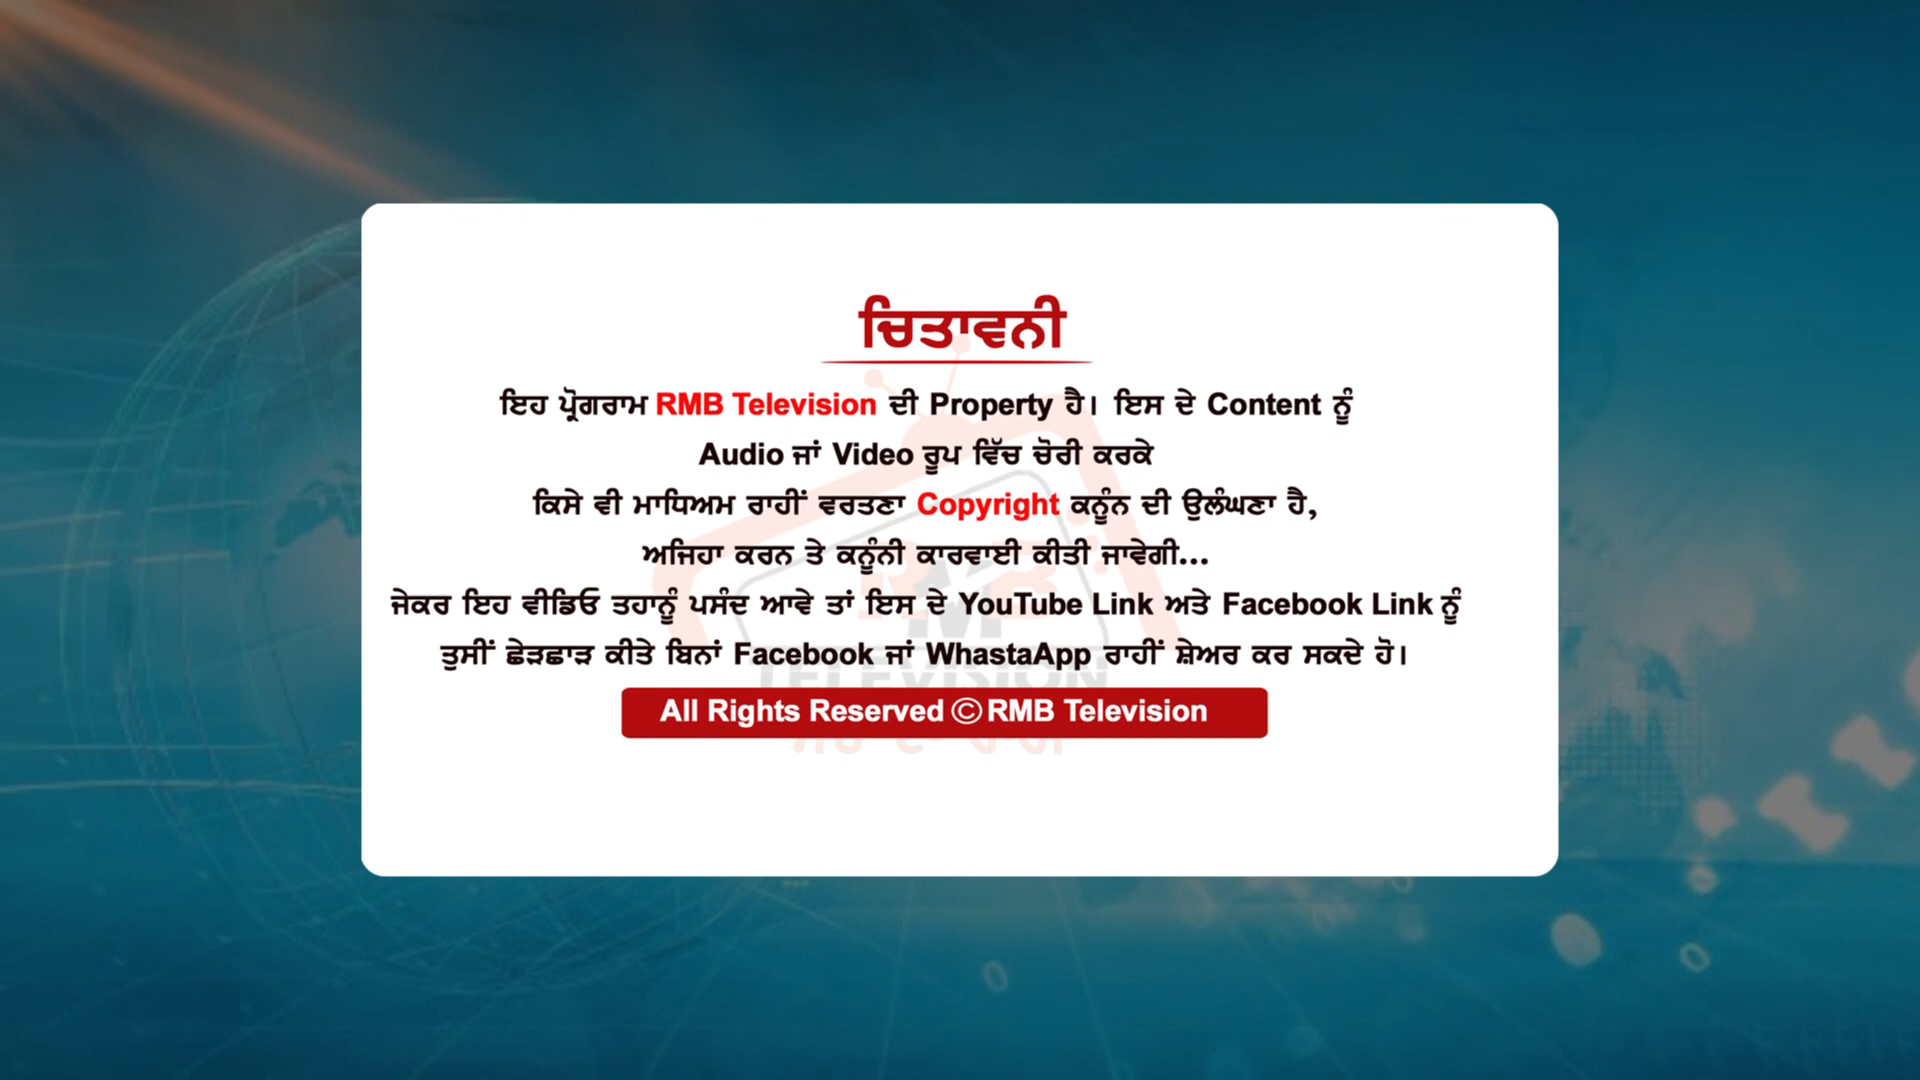 ਚਿਤਾਵਨੀ
ਇਹ ਪ੍ਰੋਗਰਾਮ RMB Television ਦੀ Property ਹੈ। ਇਸ ਦੇ Content ਨੂੰ
Audio ਜਾਂ Video ਰੂਪ ਵਿੱਚ ਚੋਰੀ ਕਰਕੇ
ਕਿਸੇ ਵੀ ਮਾਧਿਅਮ ਰਾਹੀਂ ਵਰਤਣਾ Copyright ਕਨੂੰਨ ਦੀ ਉਲੰਘਣਾ ਹੈ,
ਅਜਿਹਾ ਕਰਨ ਤੇ ਕਨੂੰਨੀ ਕਾਰਵਾਈ ਕੀਤੀ ਜਾਵੇਗੀ...
ਜੇਕਰ ਇਹ ਵੀਡਿਓ ਤਹਾਨੂੰ ਪਸੰਦ ਆਵੇ ਤਾਂ ਇਸ ਦੇ YouTube Link ਅਤੇ Facebook Link ਨੂੰ
ਤੁਸੀਂ ਛੇੜਛਾੜ ਕੀਤੇ ਬਿਨਾਂ Facebook ਜਾਂ WhastaApp ਰਾਹੀਂ ਸ਼ੇਅਰ ਕਰ ਸਕਦੇ ਹੋ।
All Rights Reserved © RMB Television